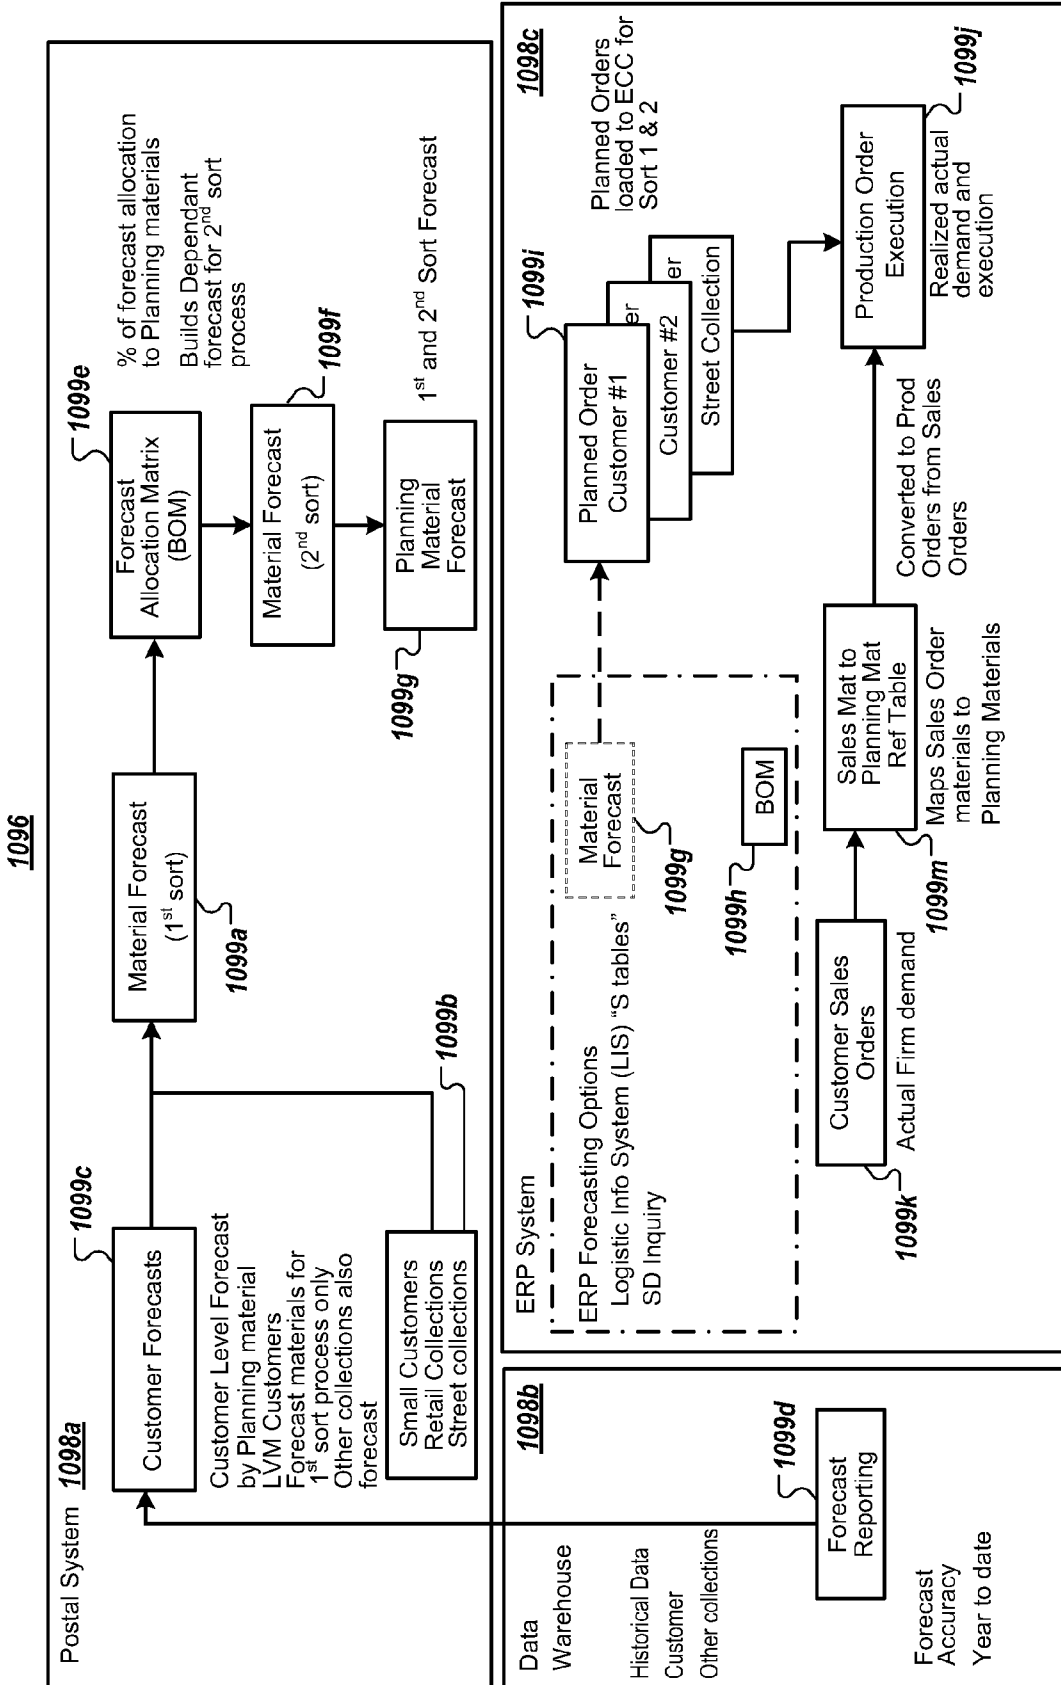 1096
Postal System 1098a
1099c
Customer Forecasts
Customer Level Forecast
by Planning material
LVM Customers
Forecast materials for
1st sort process only
Other collections also
forecast
Small Customers
Retail Collections
Street collections
1099b
Material Forecast
(1st sort)
1099a
1099e
Forecast
Allocation Matrix
(BOM)
% of forecast allocation
to Planning materials
Builds Dependant
forecast for 2nd sort
process
1099f
Material Forecast
(2nd sort)
Planning
Material
Forecast
1099g
1st and 2nd Sort Forecast
Data
Warehouse
1098b
Historical Data
Customer
Other collections
1099d
Forecast
Reporting
Forecast
Accuracy
Year to date
ERP System
1098c
ERP Forecasting Options
Logistic Info System (LIS) “S tables”
SD Inquiry
Material
Forecast
1099g
BOM
1099h
1099i
Planned Order
Customer #1
er
Customer #2
er
Street Collection
Planned Orders
loaded to ECC for
Sort 1 & 2
Customer Sales
Orders
1099k
Actual Firm demand
Sales Mat to
Planning Mat
Ref Table
1099m
Maps Sales Order
materials to
Planning Materials
Converted to Prod
Orders from Sales
Orders
Production Order
Execution
1099j
Realized actual
demand and
execution